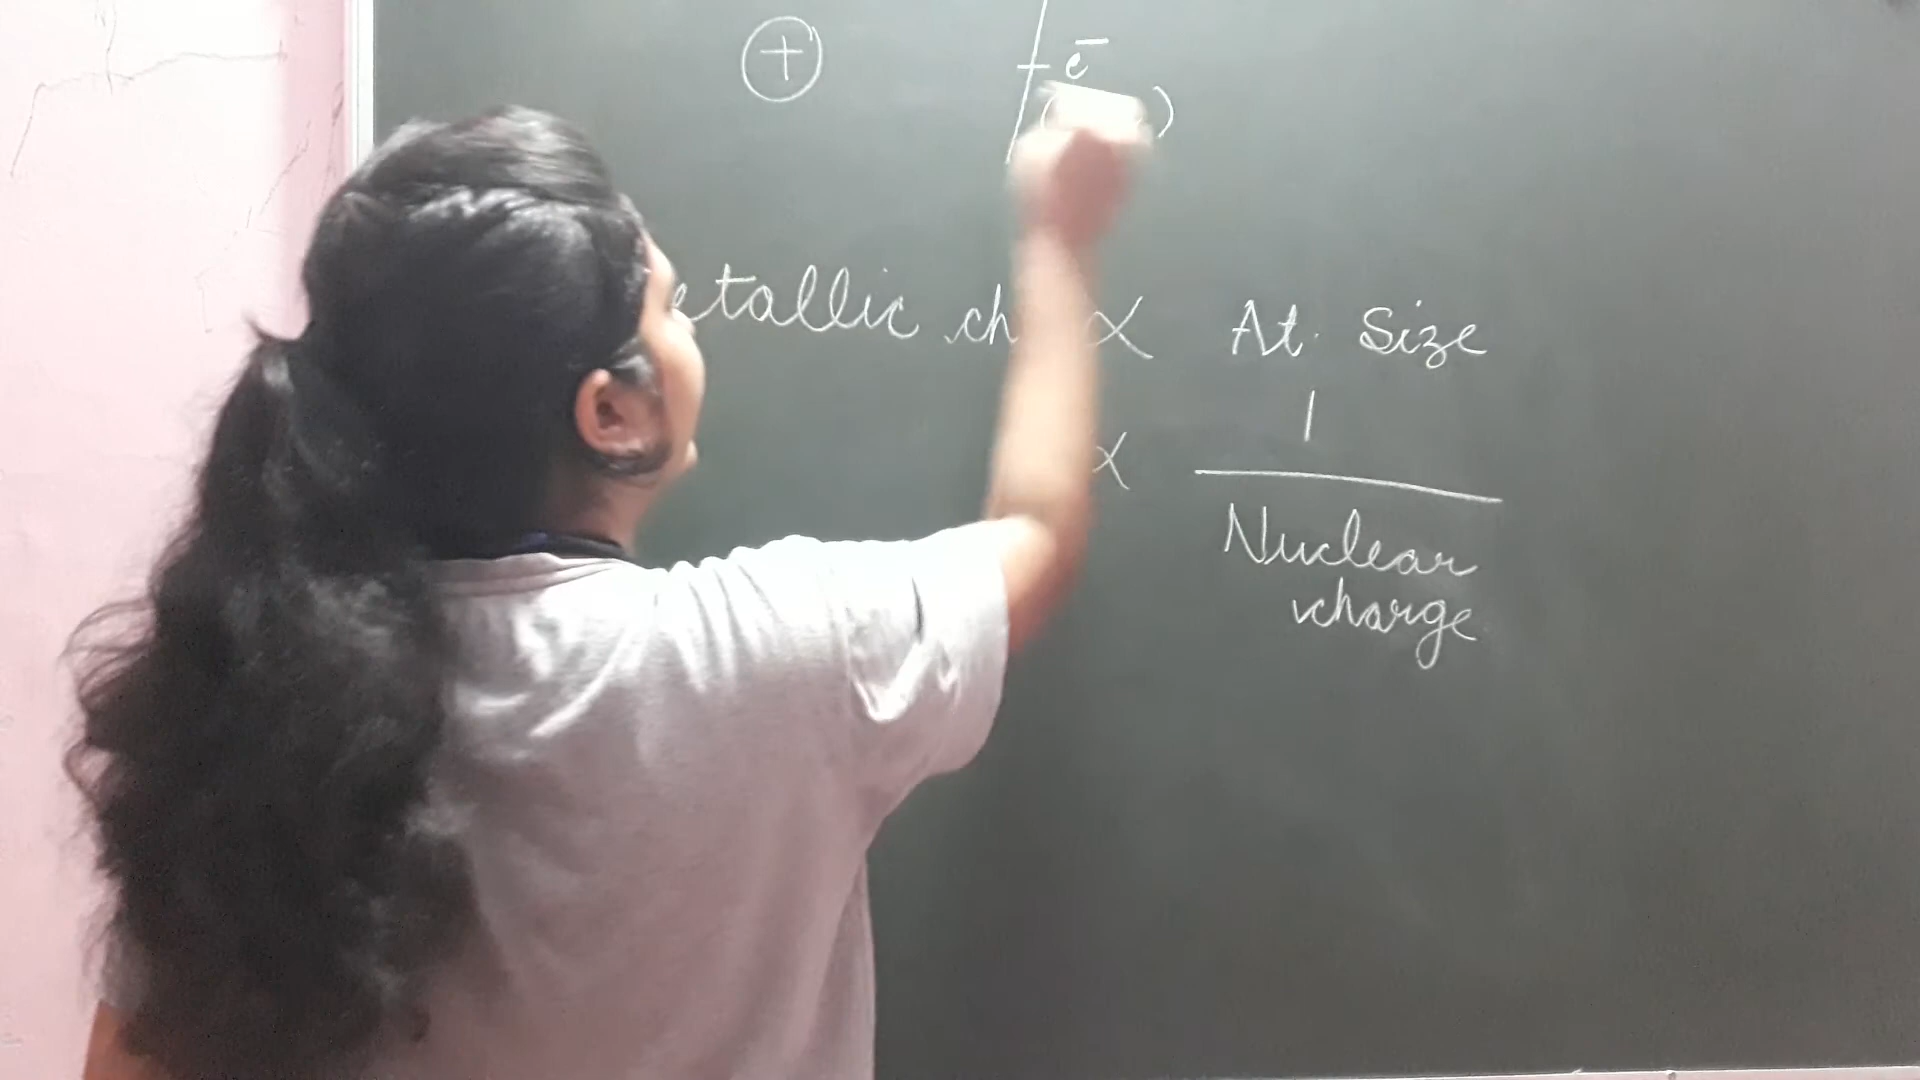 + e⁻
etallic ch ∝ At. Size
∝ 1
Nuclear
charge